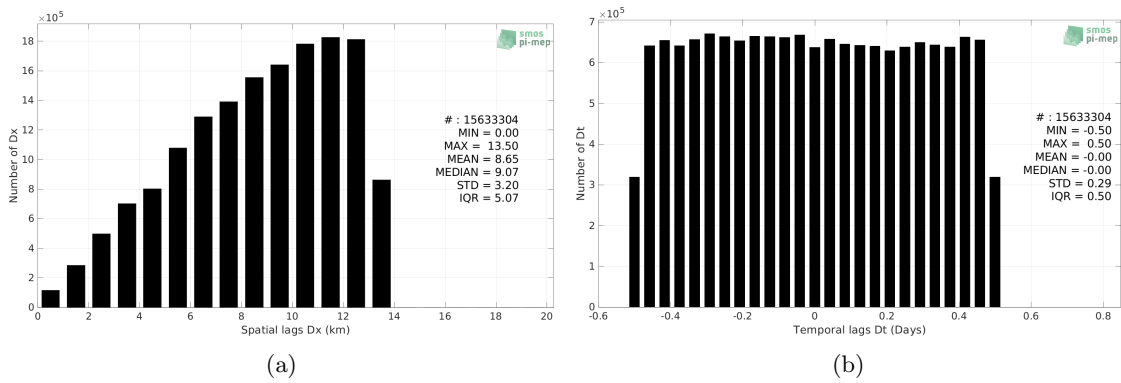 ×10^5
18
16
14
12
10
8
6
4
2
0
Number of Dx
smos
pi-mep
# : 15633304
MIN = 0.00
MAX = 13.50
MEAN = 8.65
MEDIAN = 9.07
STD = 3.20
IQR = 5.07
0 2 4 6 8 10 12 14 16 18 20
Spatial lags Dx (km)
(a)
×10^5
7
6
5
4
3
2
1
0
Number of Dt
smos
pi-mep
# : 15633304
MIN = -0.50
MAX = 0.50
MEAN = -0.00
MEDIAN = -0.00
STD = 0.29
IQR = 0.50
-0.6 -0.4 -0.2 0 0.2 0.4 0.6 0.8
Temporal lags Dt (Days)
(b)